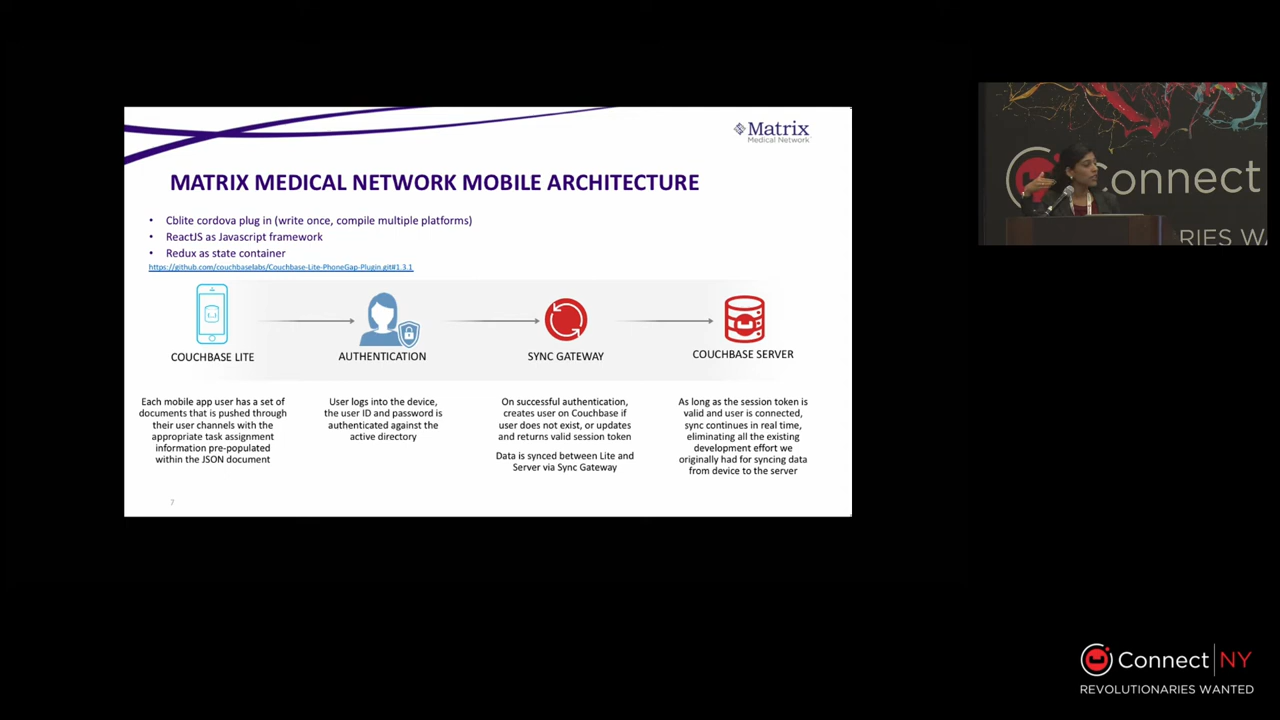 Matrix
Medical Network
MATRIX MEDICAL NETWORK MOBILE ARCHITECTURE
• Cblite cordova plug in (write once, compile multiple platforms)
• ReactJS as Javascript framework
• Redux as state container
https://github.com/couchbaselabs/Couchbase-Lite-PhoneGap-Plugin.git#1.3.1
COUCHBASE LITE
AUTHENTICATION
SYNC GATEWAY
COUCHBASE SERVER
Each mobile app user has a set of
documents that is pushed through
their user channels with the
appropriate task assignment
information pre-populated
within the JSON document
User logs into the device,
the user ID and password is
authenticated against the
active directory
On successful authentication,
creates user on Couchbase if
user does not exist, or updates
and returns valid session token
Data is synced between Lite and
Server via Sync Gateway
As long as the session token is
valid and user is connected,
sync continues in real time,
eliminating all the existing
development effort we
originally had for syncing data
from device to the server
7
Connect
RIES WA
Connect NY
REVOLUTIONARIES WANTED